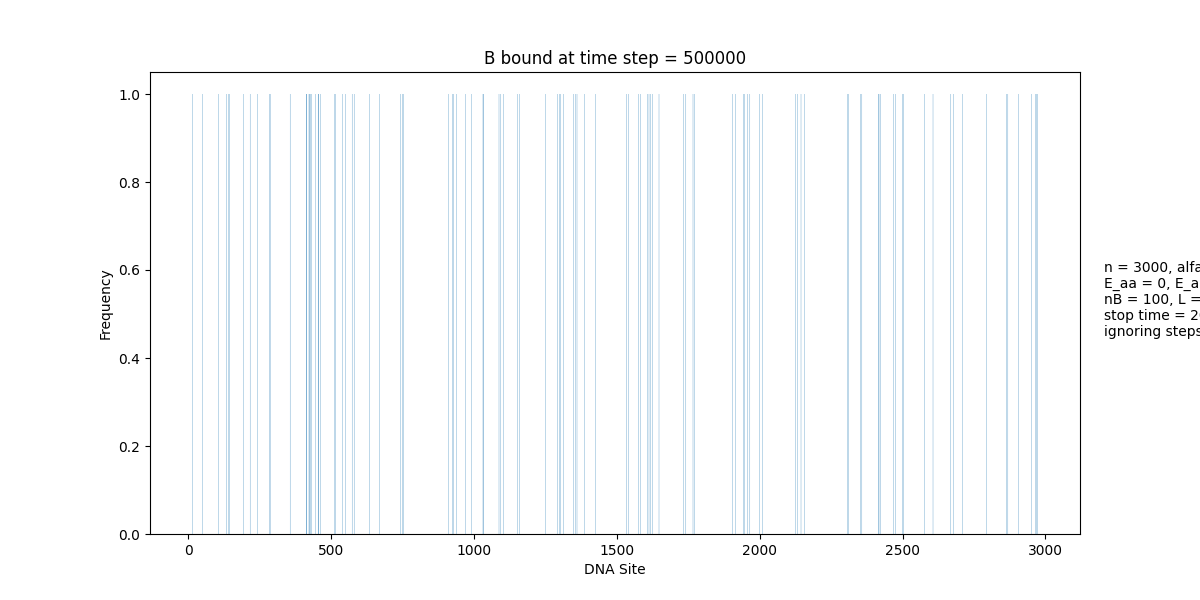 B bound at time step = 500000
1.0
0.8
0.6
0.4
0.2
0.0
Frequency
0 500 1000 1500 2000 2500 3000
DNA Site
n = 3000, alfa
E_aa = 0, E_a
nB = 100, L =
stop time = 2
ignoring steps